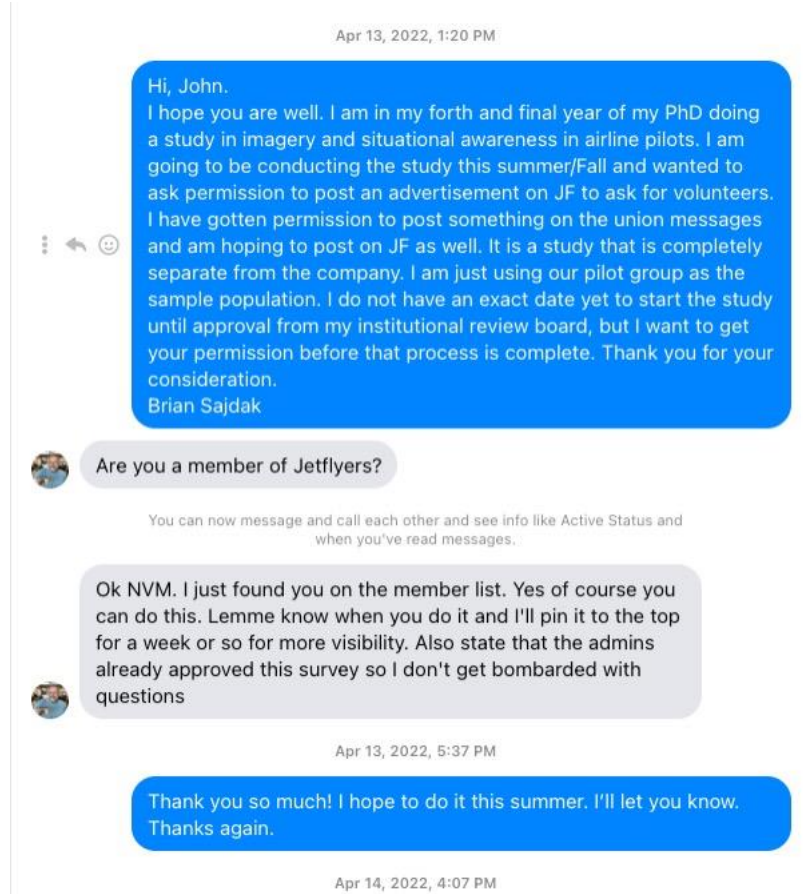 Apr 13, 2022, 1:20 PM
Hi, John.
I hope you are well. I am in my forth and final year of my PhD doing
a study in imagery and situational awareness in airline pilots. I am
going to be conducting the study this summer/Fall and wanted to
ask permission to post an advertisement on JF to ask for volunteers.
I have gotten permission to post something on the union messages
and am hoping to post on JF as well. It is a study that is completely
separate from the company. I am just using our pilot group as the
sample population. I do not have an exact date yet to start the study
until approval from my institutional review board, but I want to get
your permission before that process is complete. Thank you for your
consideration.
Brian Sajdak
Are you a member of Jetflyers?
You can now message and call each other and see info like Active Status and
when you've read messages.
Ok NVM. I just found you on the member list. Yes of course you
can do this. Lemme know when you do it and I'll pin it to the top
for a week or so for more visibility. Also state that the admins
already approved this survey so I don't get bombarded with
questions
Apr 13, 2022, 5:37 PM
Thank you so much! I hope to do it this summer. I’ll let you know.
Thanks again.
Apr 14, 2022, 4:07 PM